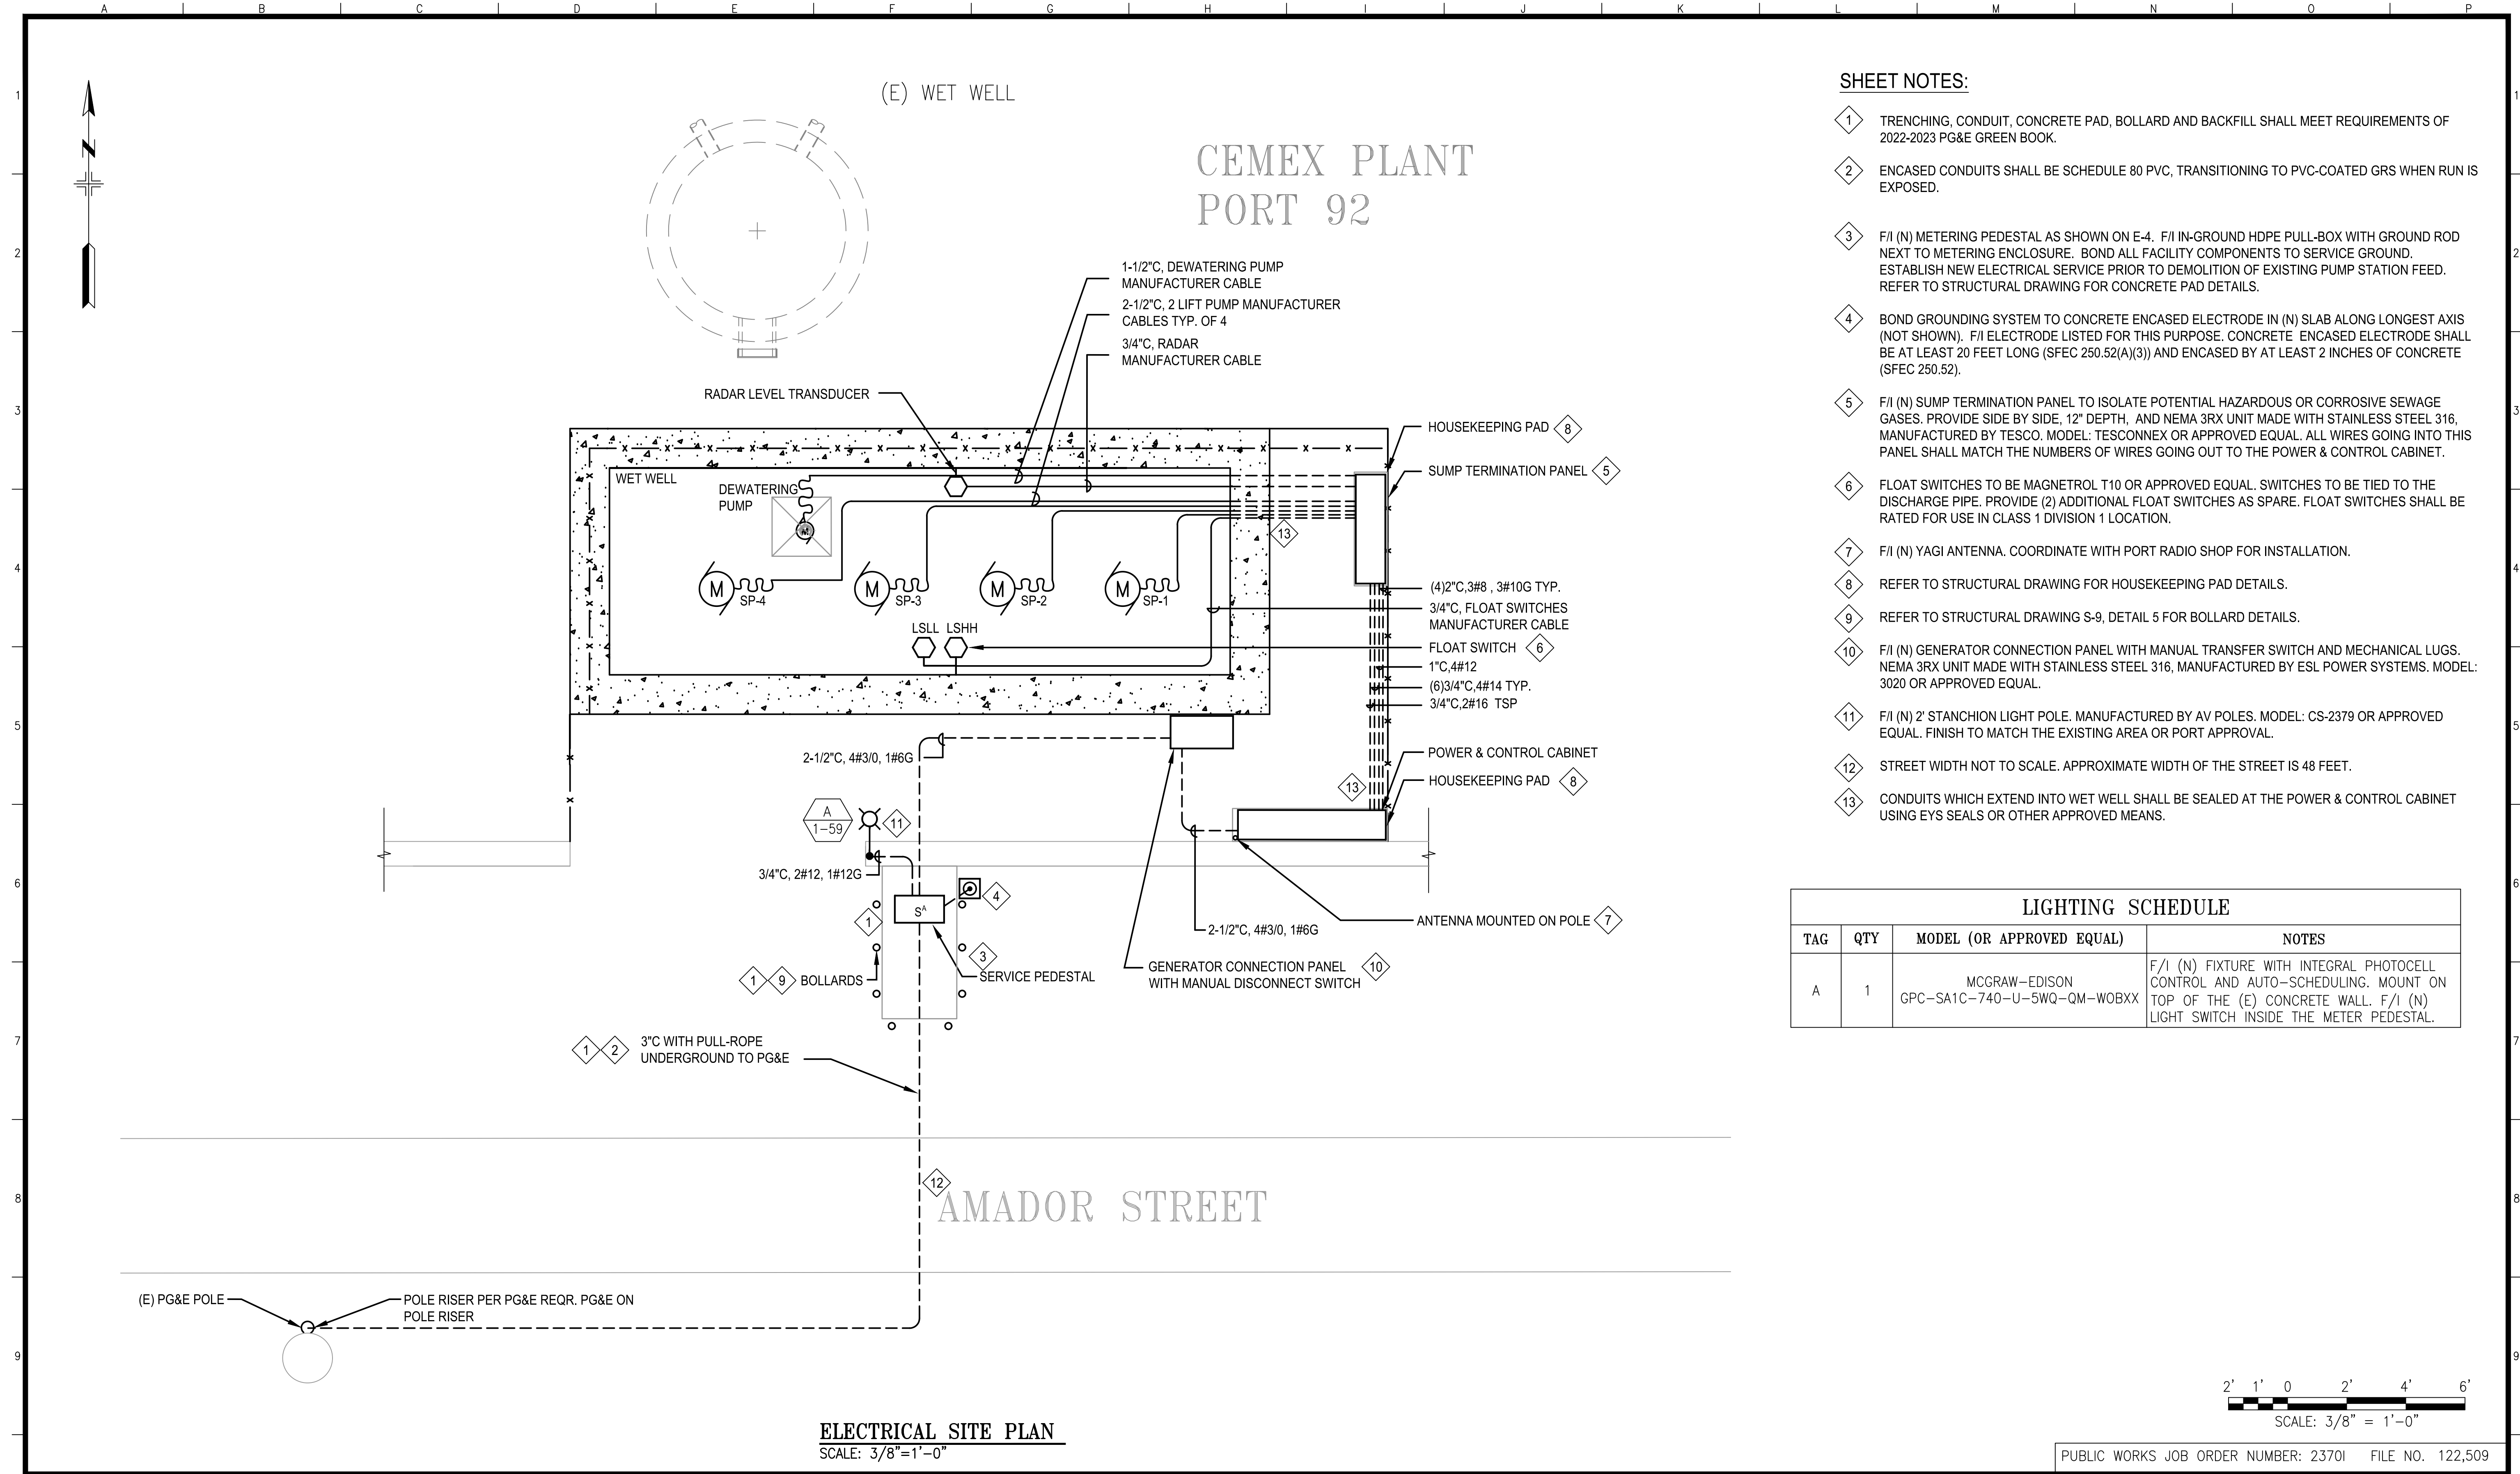 A B C D E F G H I J K L M N O P
1
2
3
4
5
6
7
8
9
1
2
3
4
5
6
7
8
9
N
(E) WET WELL
CEMEX PLANT
PORT 92
1-1/2"C, DEWATERING PUMP
MANUFACTURER CABLE
2-1/2"C, 2 LIFT PUMP MANUFACTURER
CABLES TYP. OF 4
3/4"C, RADAR
MANUFACTURER CABLE
RADAR LEVEL TRANSDUCER
HOUSEKEEPING PAD 8
SUMP TERMINATION PANEL 5
WET WELL
DEWATERING
PUMP
M
13
M
SP-4
M
SP-3
M
SP-2
M
SP-1
LSLL LSHH
(4)2"C,3#8 , 3#10G TYP.
3/4"C, FLOAT SWITCHES
MANUFACTURER CABLE
FLOAT SWITCH 6
1"C,4#12
(6)3/4"C,4#14 TYP.
3/4"C,2#16 TSP
2-1/2"C, 4#3/0, 1#6G
POWER & CONTROL CABINET
HOUSEKEEPING PAD 8
13
A
1-59
11
3/4"C, 2#12, 1#12G
4
S^A
1
ANTENNA MOUNTED ON POLE 7
2-1/2"C, 4#3/0, 1#6G
3
SERVICE PEDESTAL
1 9 BOLLARDS
GENERATOR CONNECTION PANEL 10
WITH MANUAL DISCONNECT SWITCH
1 2 3"C WITH PULL-ROPE
UNDERGROUND TO PG&E
12
AMADOR STREET
(E) PG&E POLE
POLE RISER PER PG&E REQR. PG&E ON
POLE RISER
ELECTRICAL SITE PLAN
SCALE: 3/8"=1'-0"
SHEET NOTES:
1 TRENCHING, CONDUIT, CONCRETE PAD, BOLLARD AND BACKFILL SHALL MEET REQUIREMENTS OF
2022-2023 PG&E GREEN BOOK.
2 ENCASED CONDUITS SHALL BE SCHEDULE 80 PVC, TRANSITIONING TO PVC-COATED GRS WHEN RUN IS
EXPOSED.
3 F/I (N) METERING PEDESTAL AS SHOWN ON E-4. F/I IN-GROUND HDPE PULL-BOX WITH GROUND ROD
NEXT TO METERING ENCLOSURE. BOND ALL FACILITY COMPONENTS TO SERVICE GROUND.
ESTABLISH NEW ELECTRICAL SERVICE PRIOR TO DEMOLITION OF EXISTING PUMP STATION FEED.
REFER TO STRUCTURAL DRAWING FOR CONCRETE PAD DETAILS.
4 BOND GROUNDING SYSTEM TO CONCRETE ENCASED ELECTRODE IN (N) SLAB ALONG LONGEST AXIS
(NOT SHOWN). F/I ELECTRODE LISTED FOR THIS PURPOSE. CONCRETE ENCASED ELECTRODE SHALL
BE AT LEAST 20 FEET LONG (SFEC 250.52(A)(3)) AND ENCASED BY AT LEAST 2 INCHES OF CONCRETE
(SFEC 250.52).
5 F/I (N) SUMP TERMINATION PANEL TO ISOLATE POTENTIAL HAZARDOUS OR CORROSIVE SEWAGE
GASES. PROVIDE SIDE BY SIDE, 12" DEPTH, AND NEMA 3RX UNIT MADE WITH STAINLESS STEEL 316,
MANUFACTURED BY TESCO. MODEL: TESCONNEX OR APPROVED EQUAL. ALL WIRES GOING INTO THIS
PANEL SHALL MATCH THE NUMBERS OF WIRES GOING OUT TO THE POWER & CONTROL CABINET.
6 FLOAT SWITCHES TO BE MAGNETROL T10 OR APPROVED EQUAL. SWITCHES TO BE TIED TO THE
DISCHARGE PIPE. PROVIDE (2) ADDITIONAL FLOAT SWITCHES AS SPARE. FLOAT SWITCHES SHALL BE
RATED FOR USE IN CLASS 1 DIVISION 1 LOCATION.
7 F/I (N) YAGI ANTENNA. COORDINATE WITH PORT RADIO SHOP FOR INSTALLATION.
8 REFER TO STRUCTURAL DRAWING FOR HOUSEKEEPING PAD DETAILS.
9 REFER TO STRUCTURAL DRAWING S-9, DETAIL 5 FOR BOLLARD DETAILS.
10 F/I (N) GENERATOR CONNECTION PANEL WITH MANUAL TRANSFER SWITCH AND MECHANICAL LUGS.
NEMA 3RX UNIT MADE WITH STAINLESS STEEL 316, MANUFACTURED BY ESL POWER SYSTEMS. MODEL:
3020 OR APPROVED EQUAL.
11 F/I (N) 2' STANCHION LIGHT POLE. MANUFACTURED BY AV POLES. MODEL: CS-2379 OR APPROVED
EQUAL. FINISH TO MATCH THE EXISTING AREA OR PORT APPROVAL.
12 STREET WIDTH NOT TO SCALE. APPROXIMATE WIDTH OF THE STREET IS 48 FEET.
13 CONDUITS WHICH EXTEND INTO WET WELL SHALL BE SEALED AT THE POWER & CONTROL CABINET
USING EYS SEALS OR OTHER APPROVED MEANS.
LIGHTING SCHEDULE
TAG QTY MODEL (OR APPROVED EQUAL) NOTES
A 1 MCGRAW-EDISON
GPC-SA1C-740-U-5WQ-QM-WOBXX
F/I (N) FIXTURE WITH INTEGRAL PHOTOCELL
CONTROL AND AUTO-SCHEDULING. MOUNT ON
TOP OF THE (E) CONCRETE WALL. F/I (N)
LIGHT SWITCH INSIDE THE METER PEDESTAL.
2' 1' 0 2' 4' 6'
SCALE: 3/8" = 1'-0"
PUBLIC WORKS JOB ORDER NUMBER: 2370I FILE NO. 122,509